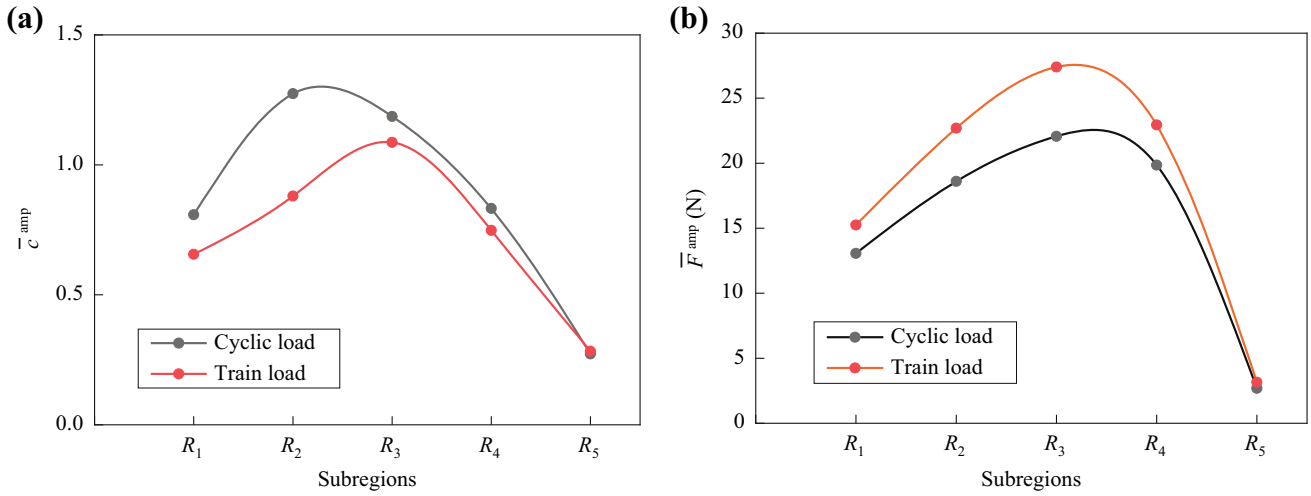 (a)
1.5
1.0
0.5
0.0
c̅ amp
Cyclic load
Train load
R1 R2 R3 R4 R5
Subregions
(b)
30
25
20
15
10
5
0
F̅ amp (N)
Cyclic load
Train load
R1 R2 R3 R4 R5
Subregions